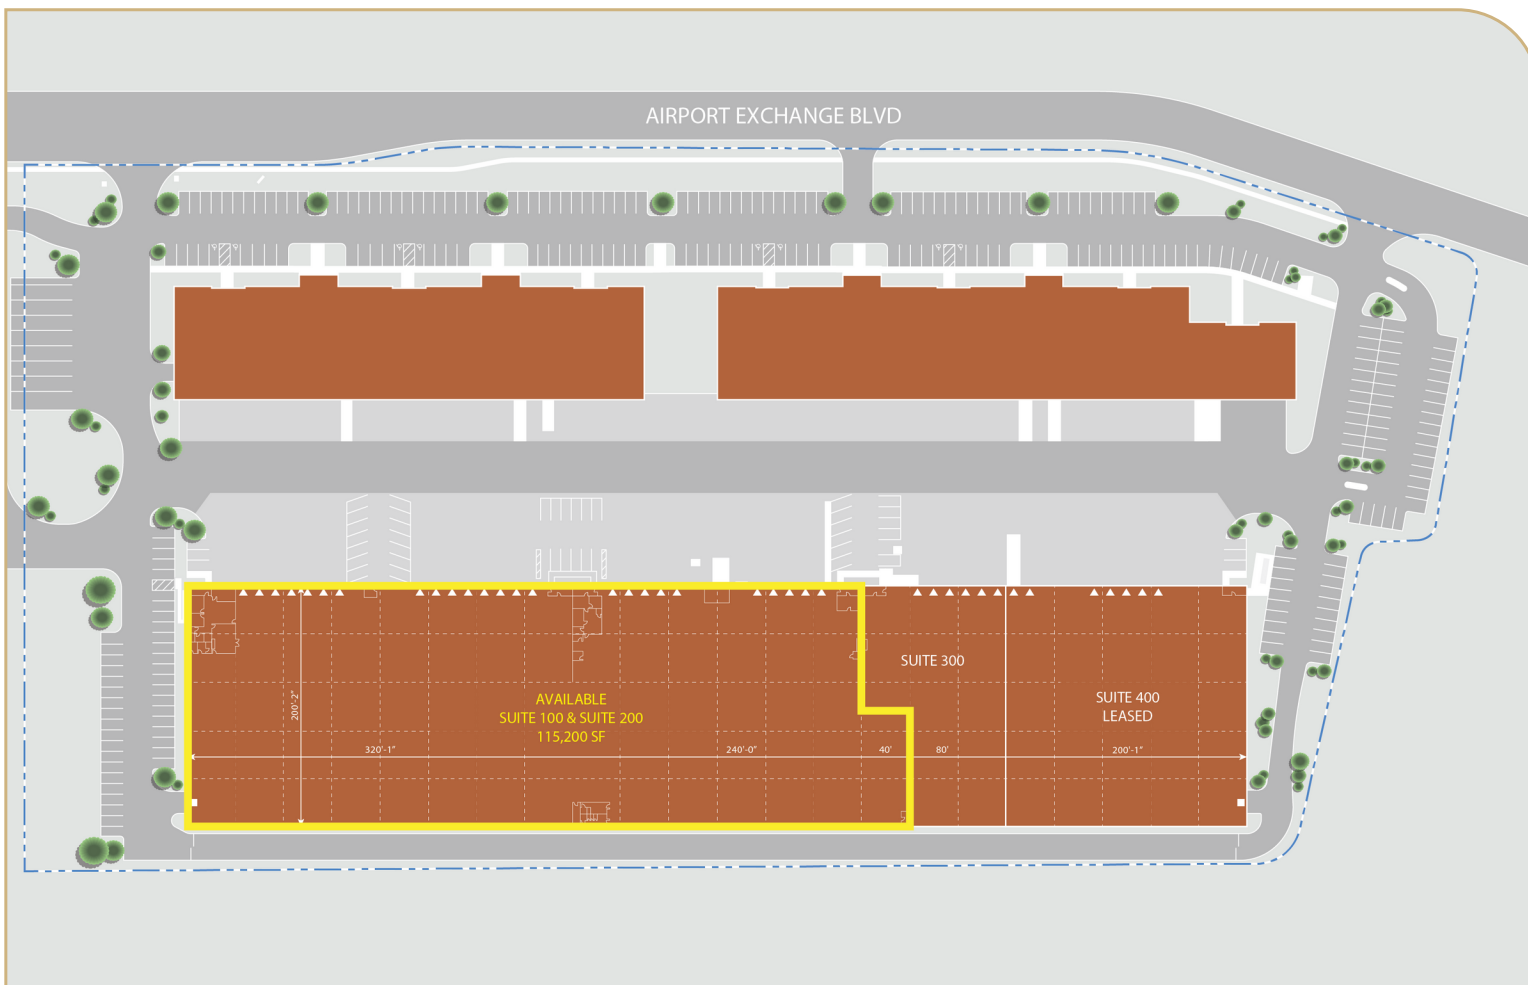 AIRPORT EXCHANGE BLVD
SUITE 300
AVAILABLE
SUITE 100 & SUITE 200
115,200 SF
SUITE 400
LEASED
200'-2"
320'-1"
240'-0"
40'
80'
200'-1"